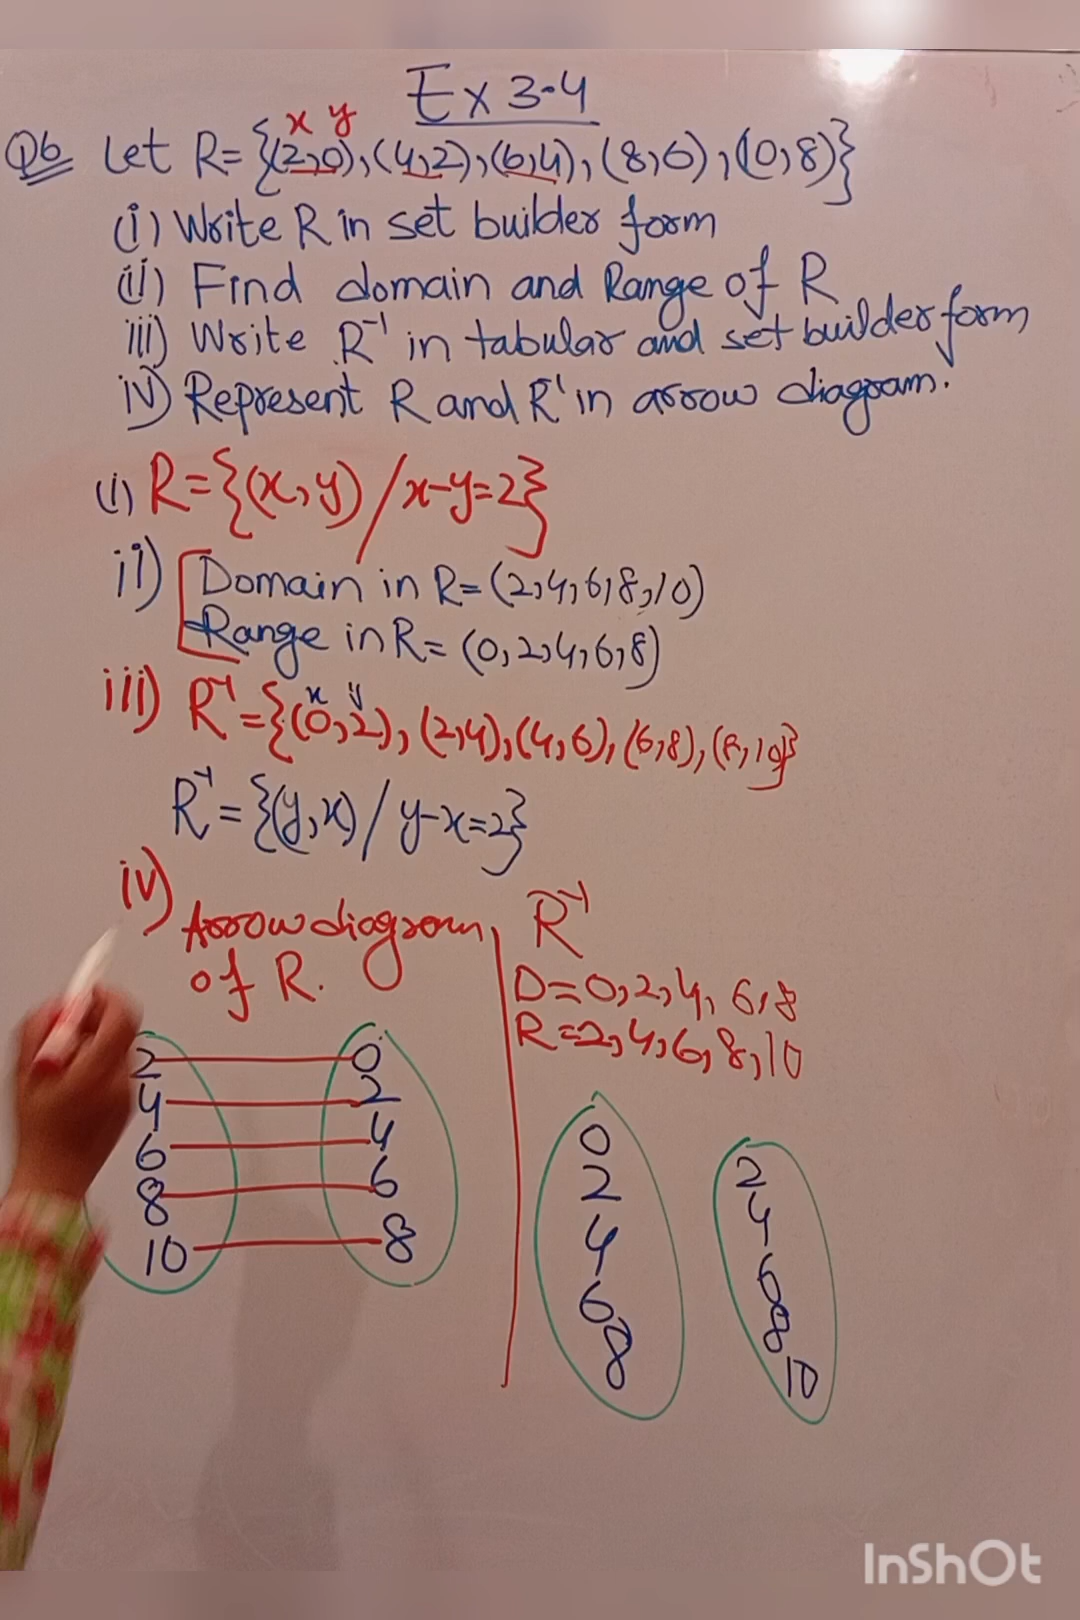 Ex 3.4
x y
Q6 Let R={(2,0),(4,2),(6,4),(8,6),(10,8)}
(i) Write R in set builder form
(ii) Find domain and Range of R
iii) Write R⁻¹ in tabular and set builder form
iv) Represent R and R⁻¹ in arrow diagram.
(i) R={(x,y)/x-y=2}
ii) Domain in R=(2,4,6,8,10)
Range in R=(0,2,4,6,8)
x y
iii) R⁻¹={(0,2),(2,4),(4,6),(6,8),(8,10)}
R⁻¹={(y,x)/y-x=2}
iv) Arrow diagram
of R.
2 0
4 2
6 4
8 6
10 8
R⁻¹
D=0,2,4,6,8
R=2,4,6,8,10
0 2
2 4
4 6
6 8
8 10
InShOt